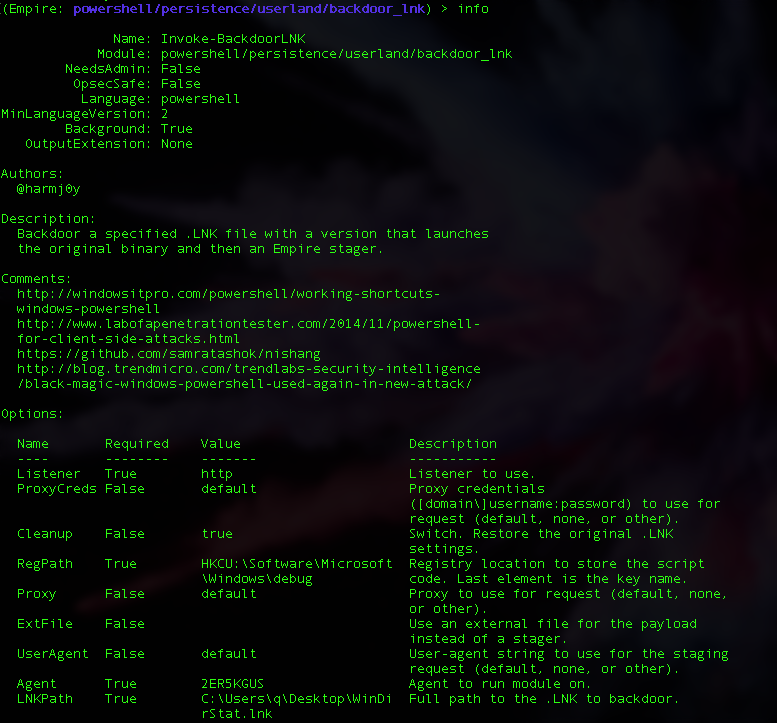 (Empire: powershell/persistence/userland/backdoor_lnk) > info
Name: Invoke-BackdoorLNK
Module: powershell/persistence/userland/backdoor_lnk
NeedsAdmin: False
OpsecSafe: False
Language: powershell
MinLanguageVersion: 2
Background: True
OutputExtension: None
Authors:
@harmj0y
Description:
Backdoor a specified .LNK file with a version that launches
the original binary and then an Empire stager.
Comments:
http://windowsitpro.com/powershell/working-shortcuts-
windows-powershell
http://www.labofapenetrationtester.com/2014/11/powershell-
for-client-side-attacks.html
https://github.com/samratashok/nishang
http://blog.trendmicro.com/trendlabs-security-intelligence
/black-magic-windows-powershell-used-again-in-new-attack/
Options:
Name Required Value Description
---- -------- ------- -----------
Listener True http Listener to use.
ProxyCreds False default Proxy credentials
([domain\]username:password) to use for
request (default, none, or other).
Cleanup False true Switch. Restore the original .LNK
settings.
RegPath True HKCU:\Software\Microsoft Registry location to store the script
\Windows\debug code. Last element is the key name.
Proxy False default Proxy to use for request (default, none,
or other).
ExtFile False Use an external file for the payload
instead of a stager.
UserAgent False default User-agent string to use for the staging
request (default, none, or other).
Agent True 2ER5KGUS Agent to run module on.
LNKPath True C:\Users\q\Desktop\WinDi Full path to the .LNK to backdoor.
rStat.lnk